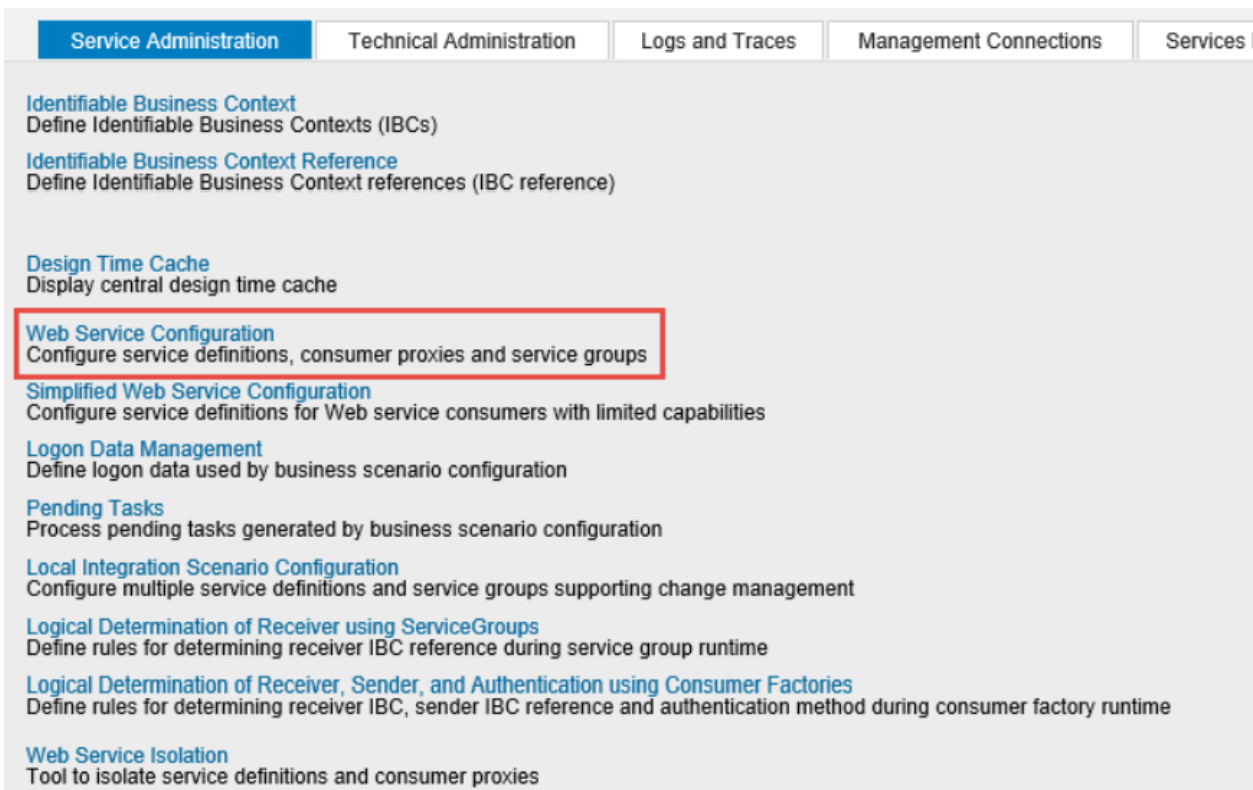 Service Administration Technical Administration Logs and Traces Management Connections Services
Identifiable Business Context
Define Identifiable Business Contexts (IBCs)
Identifiable Business Context Reference
Define Identifiable Business Context references (IBC reference)
Design Time Cache
Display central design time cache
Web Service Configuration
Configure service definitions, consumer proxies and service groups
Simplified Web Service Configuration
Configure service definitions for Web service consumers with limited capabilities
Logon Data Management
Define logon data used by business scenario configuration
Pending Tasks
Process pending tasks generated by business scenario configuration
Local Integration Scenario Configuration
Configure multiple service definitions and service groups supporting change management
Logical Determination of Receiver using ServiceGroups
Define rules for determining receiver IBC reference during service group runtime
Logical Determination of Receiver, Sender, and Authentication using Consumer Factories
Define rules for determining receiver IBC, sender IBC reference and authentication method during consumer factory runtime
Web Service Isolation
Tool to isolate service definitions and consumer proxies